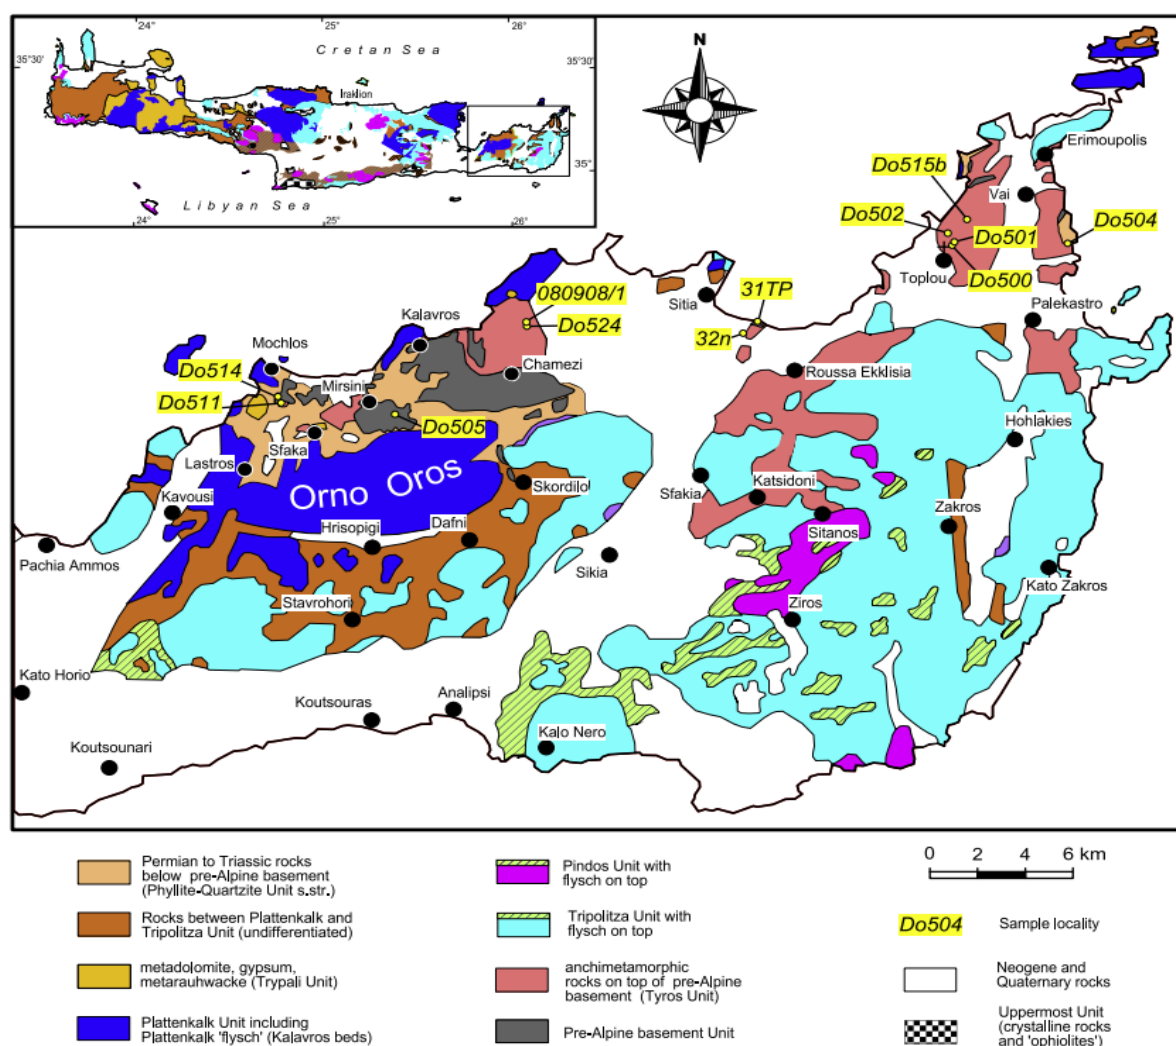 24°
25°
26°
35°30'
Cretan Sea
35°30'
Iraklion
35°
35°
Libyan Sea
24°
25°
26°
N
Erimoupolis
Do515b
Vai
Do502
Do504
Do501
Toplou
Do500
Sitia
31TP
Palekastro
080908/1
Kalavros
Do524
32n
Mochlos
Do514
Mirsini
Chamezi
Roussa Ekklisia
Do511
Do505
Sfaka
Hohlakies
Lastros
Orno Oros
Skordilo
Sfakia
Katsidoni
Kavousi
Zakros
Dafni
Sitanos
Hrisopigi
Pachia Ammos
Sikia
Kato Zakros
Stavrohori
Ziros
Kato Horio
Analipsi
Koutsouras
Kalo Nero
Koutsounari
Permian to Triassic rocks
below pre-Alpine basement
(Phyllite-Quartzite Unit s.str.)
Rocks between Plattenkalk and
Tripolitza Unit (undifferentiated)
metadolomite, gypsum,
metarauhwacke (Trypali Unit)
Plattenkalk Unit including
Plattenkalk 'flysch' (Kalavros beds)
Pindos Unit with
flysch on top
Tripolitza Unit with
flysch on top
anchimetamorphic
rocks on top of pre-Alpine
basement (Tyros Unit)
Pre-Alpine basement Unit
0 2 4 6 km
Do504 Sample locality
Neogene and
Quaternary rocks
Uppermost Unit
(crystalline rocks
and 'ophiolites')